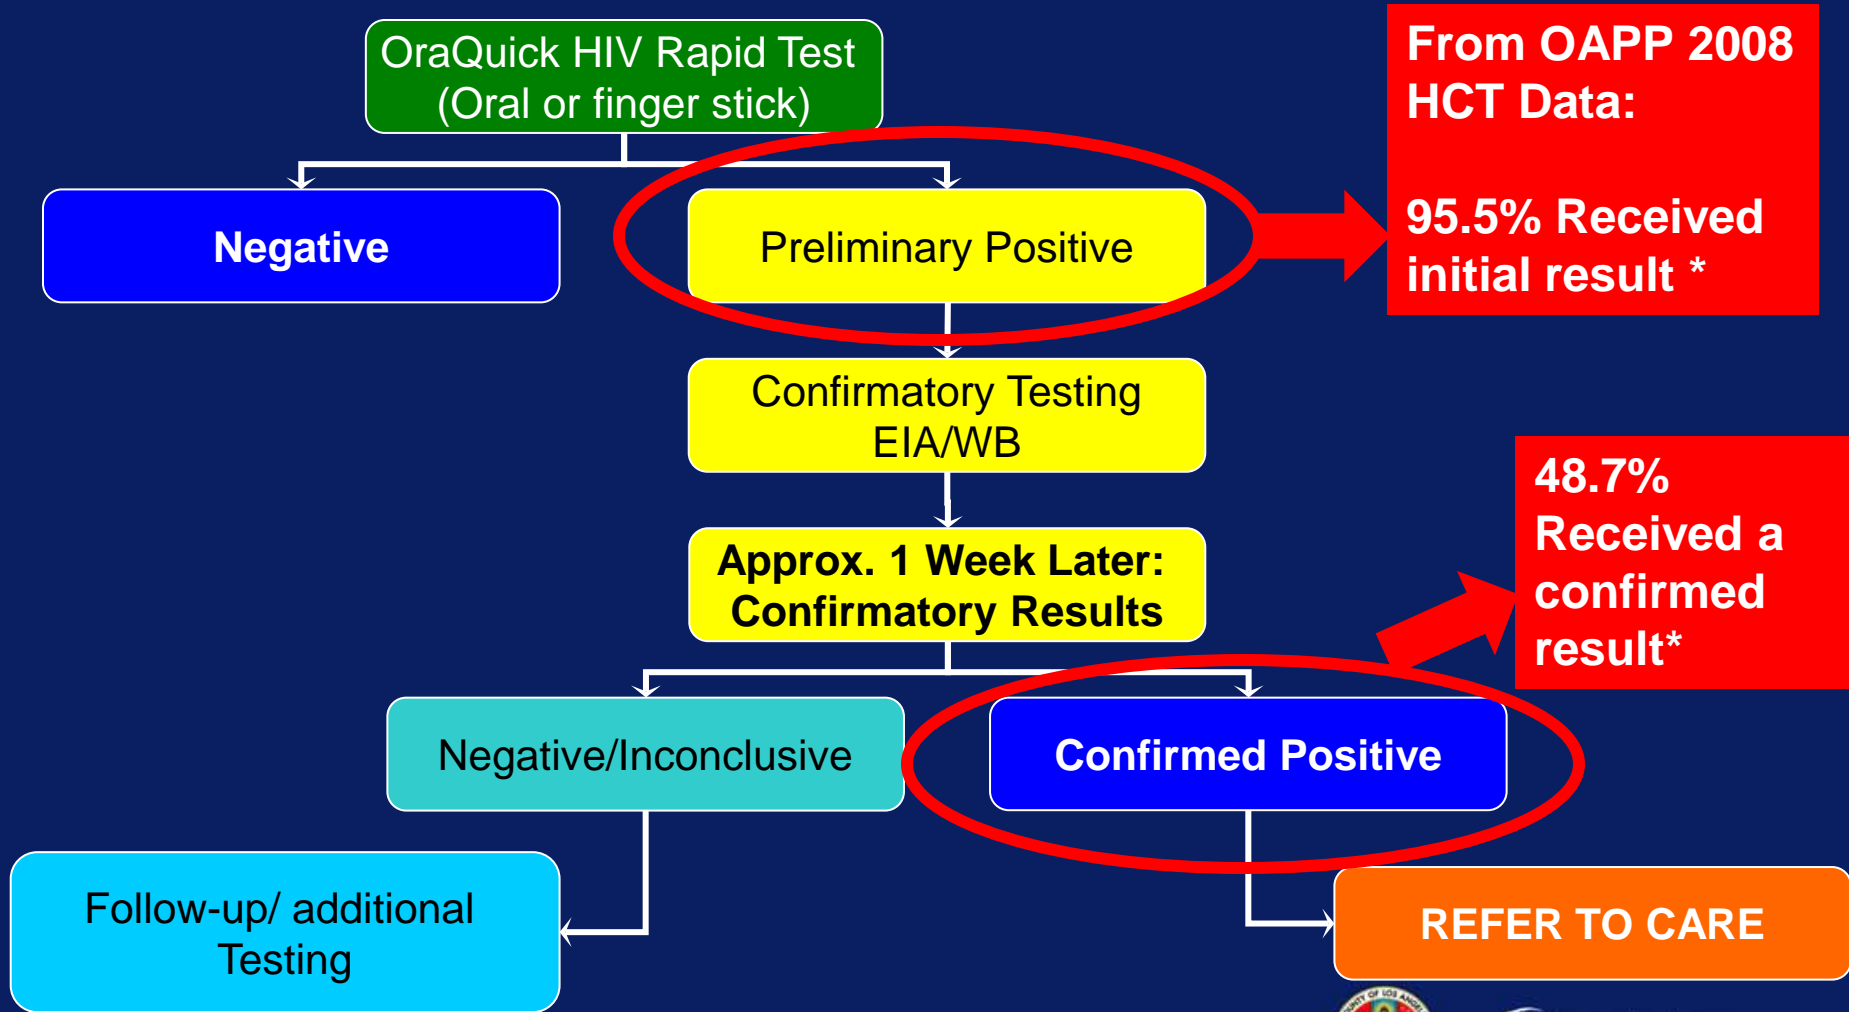 OraQuick HIV Rapid Test
(Oral or finger stick)
From OAPP 2008
HCT Data:
95.5% Received
initial result *
Negative
Preliminary Positive
Confirmatory Testing
EIA/WB
48.7%
Received a
confirmed
result*
Approx. 1 Week Later:
Confirmatory Results
Negative/Inconclusive
Confirmed Positive
Follow-up/ additional
Testing
REFER TO CARE